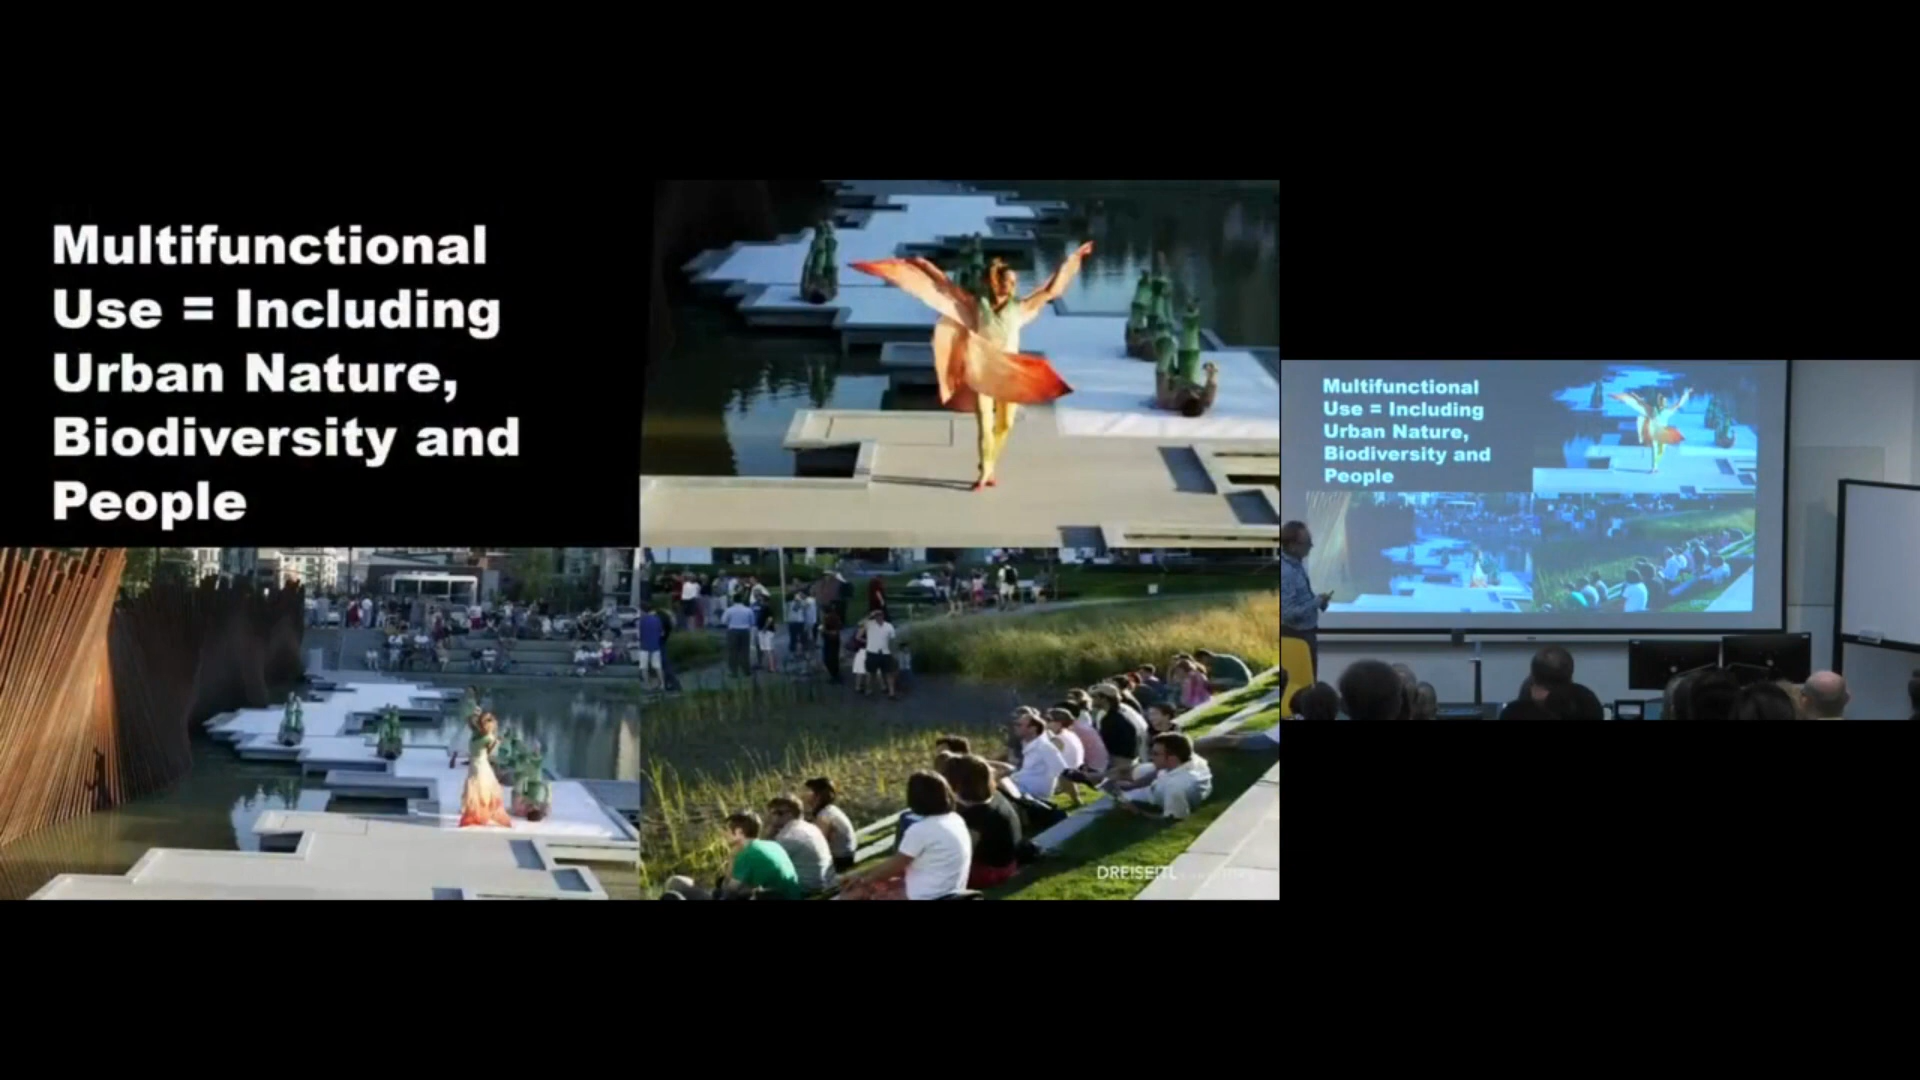 Multifunctional
Use = Including
Urban Nature,
Biodiversity and
People
DREISEITL
Multifunctional
Use = Including
Urban Nature,
Biodiversity and
People